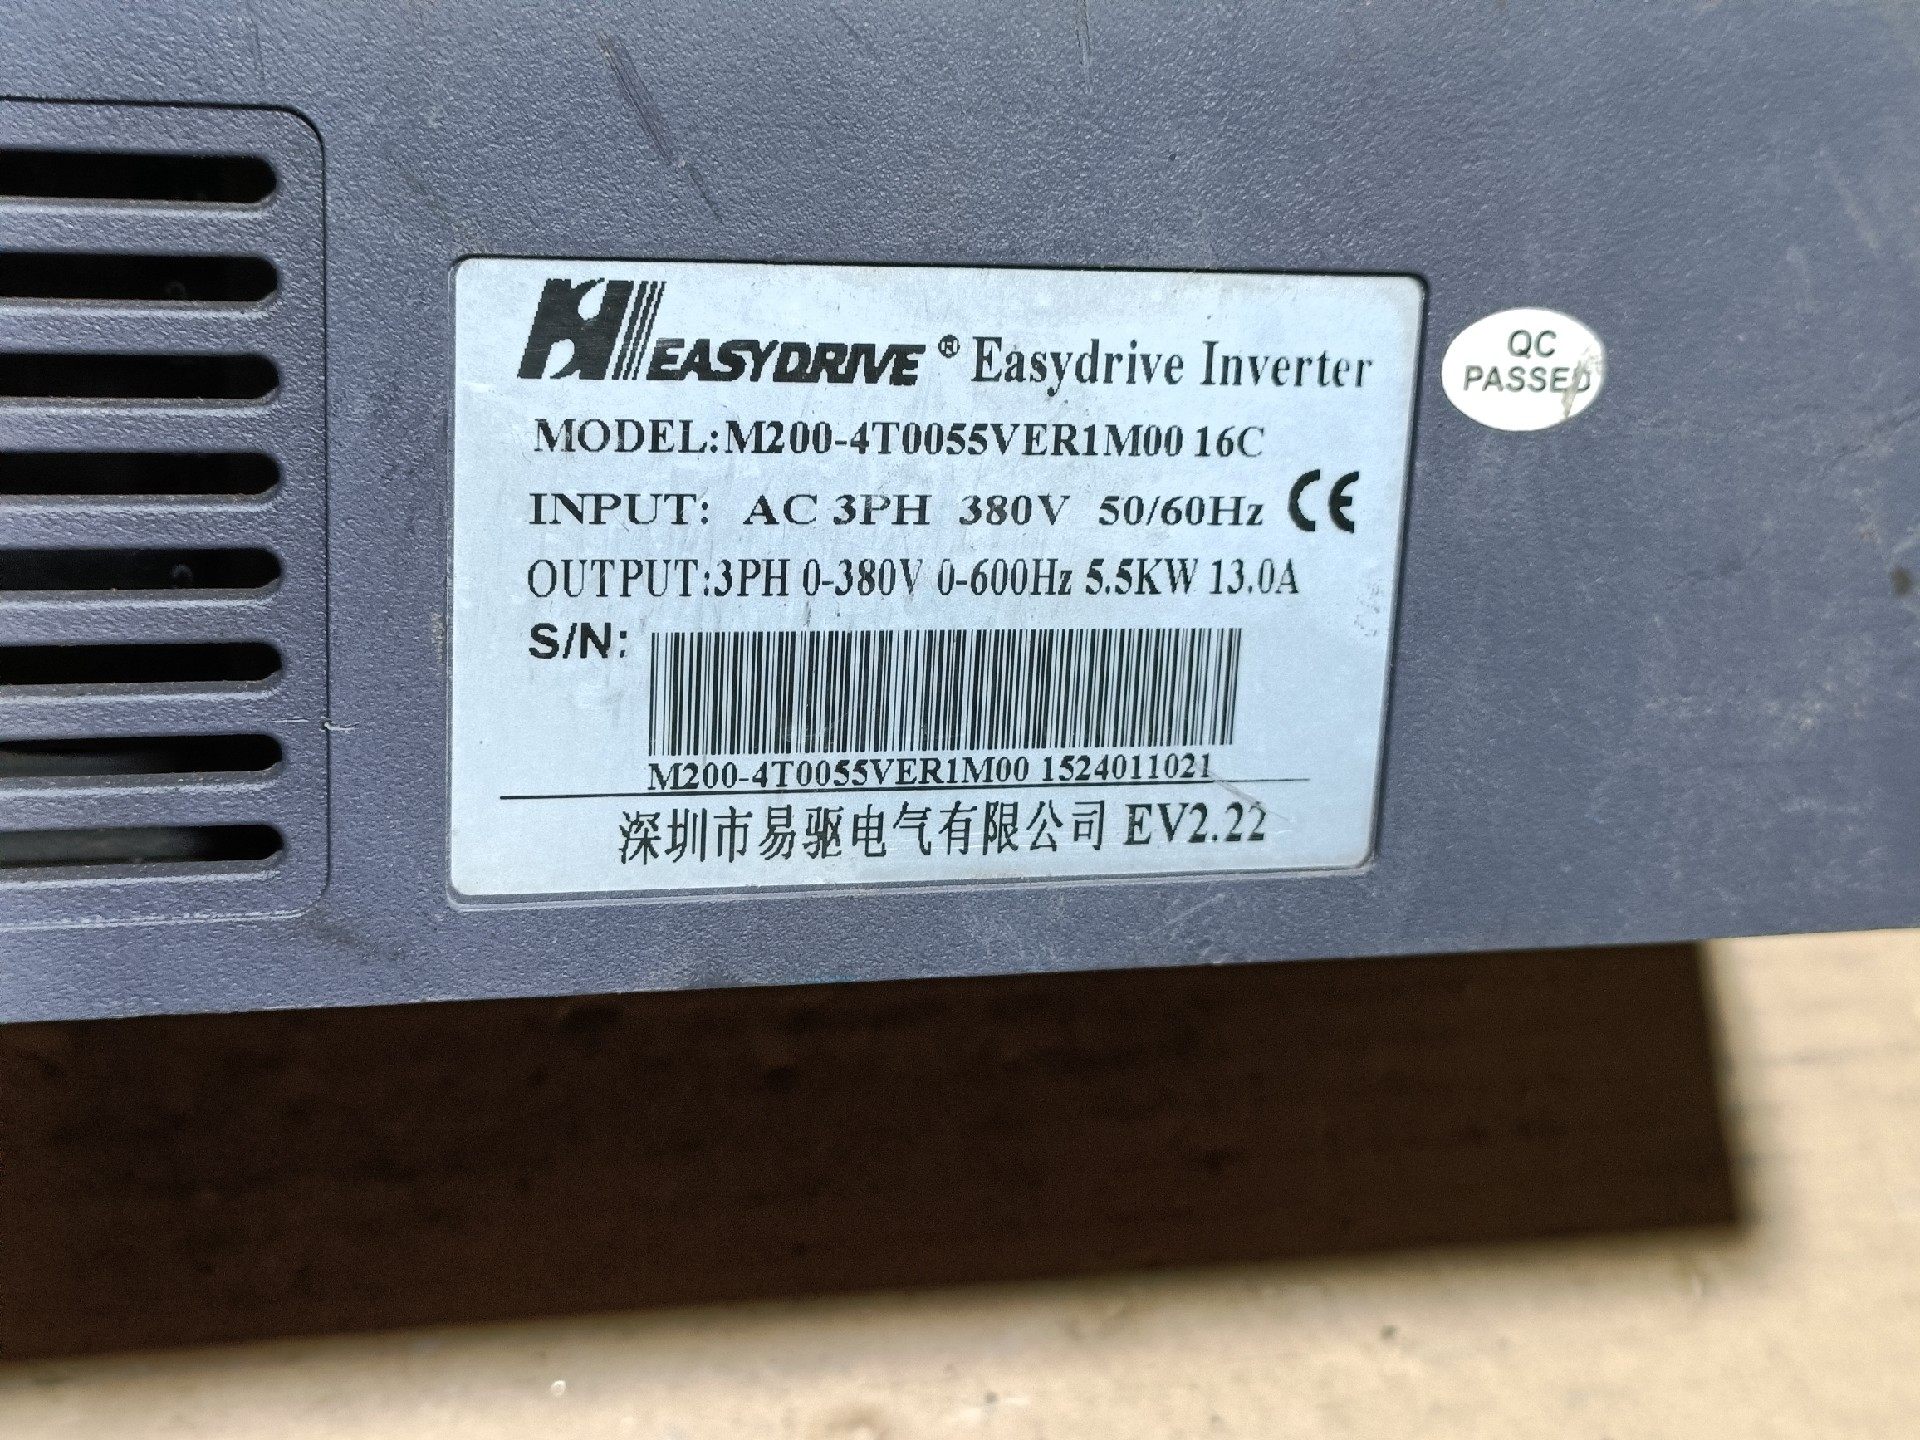 EASYDRIVE ® Easydrive Inverter
MODEL:M200-4T0055VER1M00 16C
INPUT: AC 3PH 380V 50/60Hz CE
OUTPUT:3PH 0-380V 0-600Hz 5.5KW 13.0A
S/N:
M200-4T0055VER1M00 1524011021
深圳市易驱电气有限公司 EV2.22
QC
PASSED